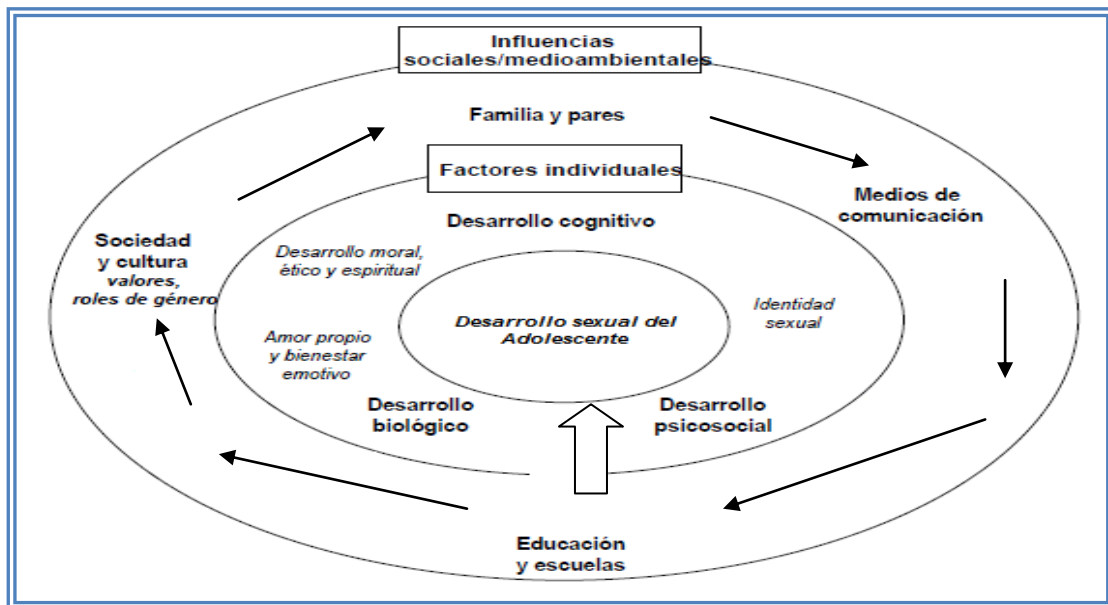 Influencias
sociales/medioambientales
Familia y pares
Factores individuales
Medios de
comunicación
Desarrollo cognitivo
Sociedad
y cultura
valores,
roles de género
Desarrollo moral,
ético y espiritual
Identidad
sexual
Desarrollo sexual del
Adolescente
Amor propio
y bienestar
emotivo
Desarrollo
biológico
Desarrollo
psicosocial
Educación
y escuelas